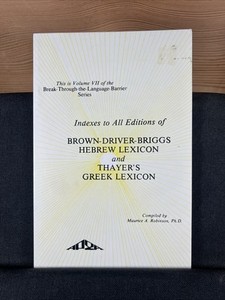 This is Volume VII of the
Break-Through-the-Language-Barrier
Series
Indexes to All Editions of
BROWN-DRIVER-BRIGGS
HEBREW LEXICON
and
THAYER'S
GREEK LEXICON
Compiled by
Maurice A. Robinson, Ph.D.